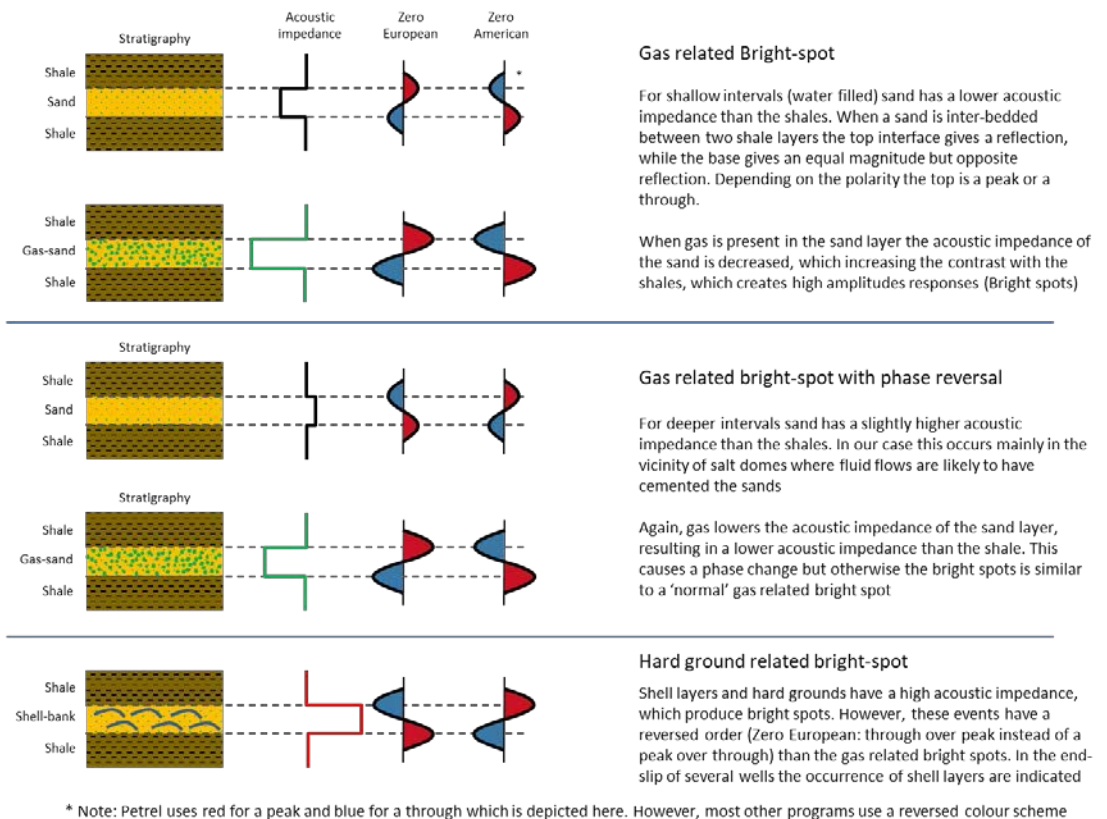 Acoustic impedance
Zero European
Zero American
Stratigraphy
Shale
Sand
Shale
*
Shale
Gas-sand
Shale
Gas related Bright-spot
For shallow intervals (water filled) sand has a lower acoustic
impedance than the shales. When a sand is inter-bedded
between two shale layers the top interface gives a reflection,
while the base gives an equal magnitude but opposite
reflection. Depending on the polarity the top is a peak or a
through.
When gas is present in the sand layer the acoustic impedance of
the sand is decreased, which increasing the contrast with the
shales, which creates high amplitudes responses (Bright spots)
Stratigraphy
Shale
Sand
Shale
Stratigraphy
Shale
Gas-sand
Shale
Gas related bright-spot with phase reversal
For deeper intervals sand has a slightly higher acoustic
impedance than the shales. In our case this occurs mainly in the
vicinity of salt domes where fluid flows are likely to have
cemented the sands
Again, gas lowers the acoustic impedance of the sand layer,
resulting in a lower acoustic impedance than the shale. This
causes a phase change but otherwise the bright spots is similar
to a 'normal' gas related bright spot
Shale
Shell-bank
Shale
Hard ground related bright-spot
Shell layers and hard grounds have a high acoustic impedance,
which produce bright spots. However, these events have a
reversed order (Zero European: through over peak instead of a
peak over through) than the gas related bright spots. In the end-
slip of several wells the occurrence of shell layers are indicated
* Note: Petrel uses red for a peak and blue for a through which is depicted here. However, most other programs use a reversed colour scheme